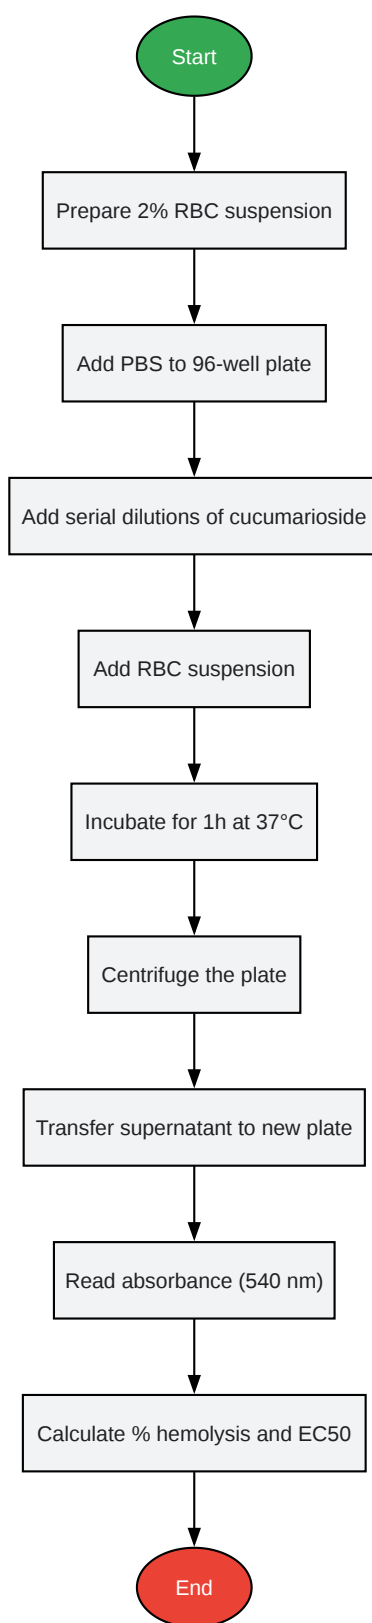 Start
Prepare 2% RBC suspension
Add PBS to 96-well plate
Add serial dilutions of cucumarioside
Add RBC suspension
Incubate for 1h at 37°C
Centrifuge the plate
Transfer supernatant to new plate
Read absorbance (540 nm)
Calculate % hemolysis and EC50
End